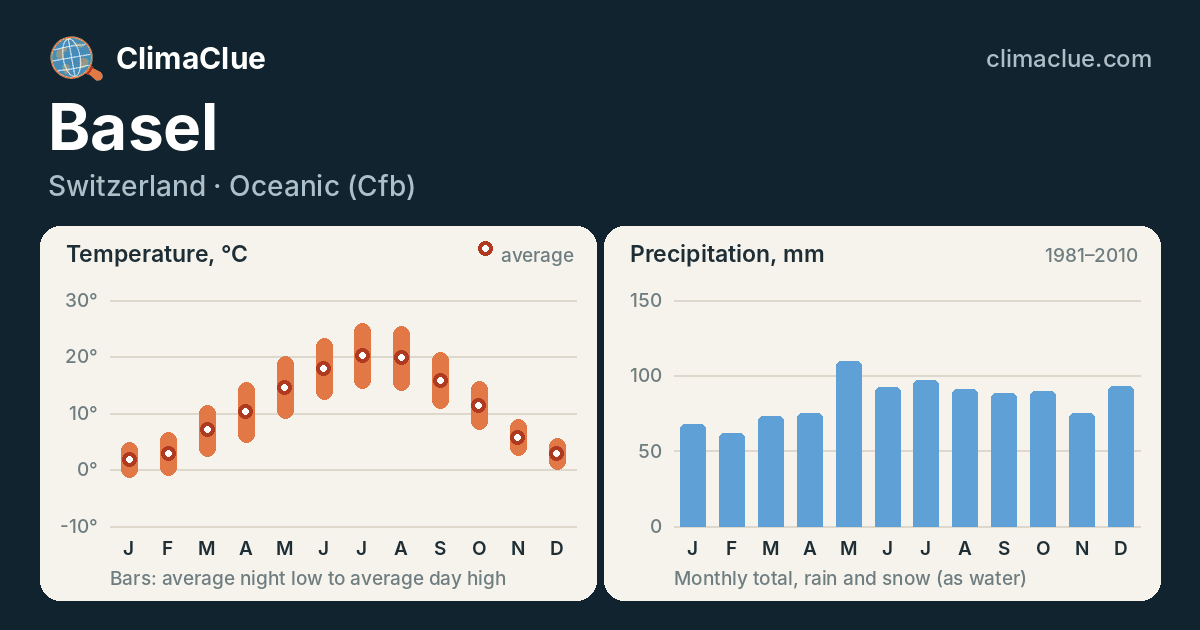 ClimaClue
climaclue.com
Basel
Switzerland · Oceanic (Cfb)
Temperature, °C
average
30°
20°
10°
0°
-10°
J F M A M J J A S O N D
Bars: average night low to average day high
Precipitation, mm
1981–2010
150
100
50
0
J F M A M J J A S O N D
Monthly total, rain and snow (as water)